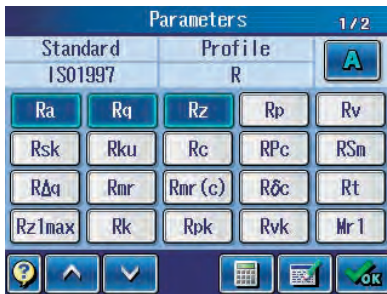 Parameters 1/2
Standard Profile A
ISO1997 R
Ra Rq Rz Rp Rv
Rsk Rku Rc RPc RSm
RΔq Rmr Rmr(c) Rδc Rt
Rz1max Rk Rpk Rvk Mr1
? OK